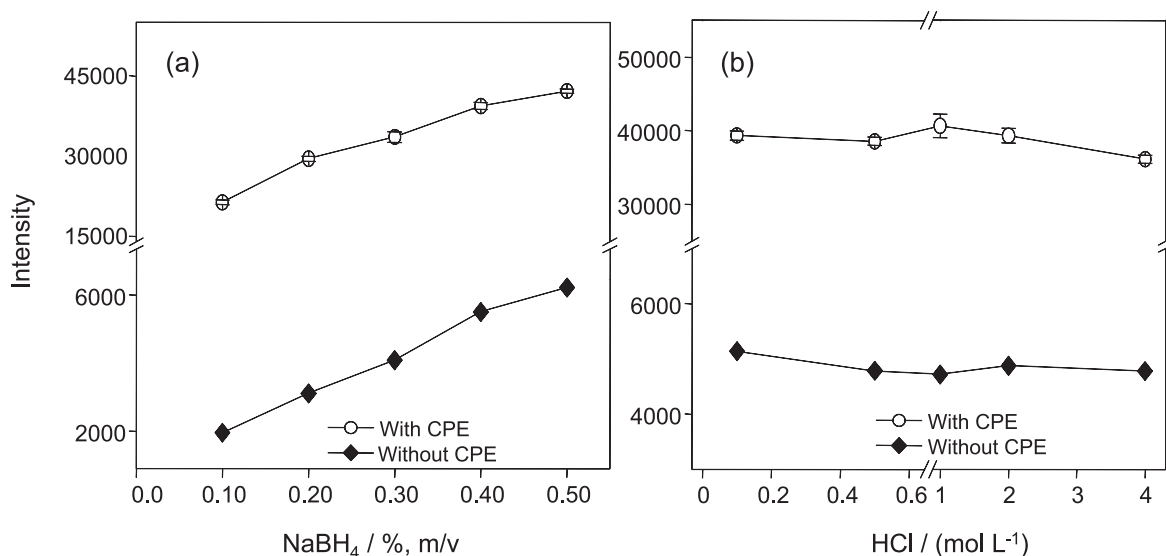 (a)
(b)
Intensity
45000
30000
15000
6000
2000
With CPE
Without CPE
0.0 0.10 0.20 0.30 0.40 0.50
NaBH₄ / %, m/v
50000
40000
30000
6000
4000
With CPE
Without CPE
0 0.2 0.4 0.6 1 2 3 4
HCl / (mol L⁻¹)